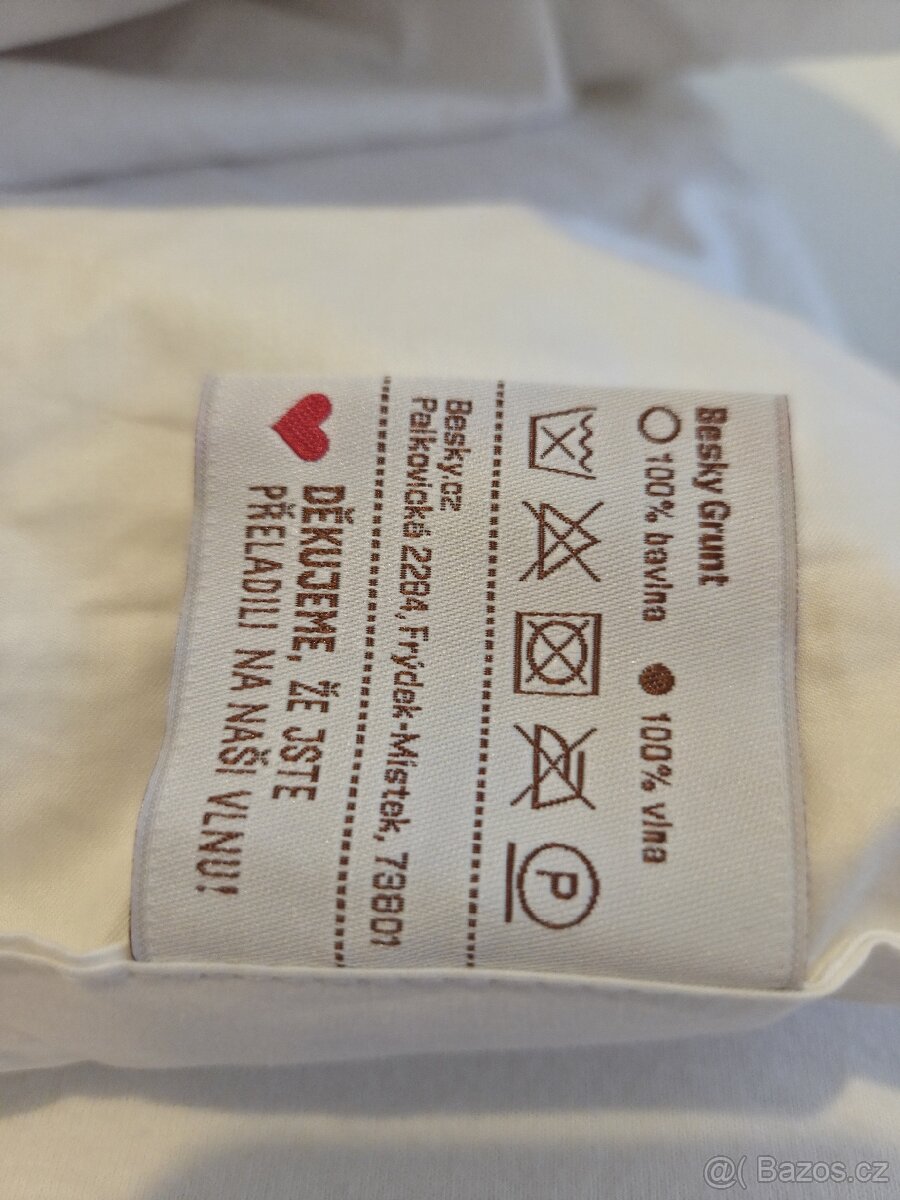 Besky Grunt
100% bavlna 100% vlna
P
Besky.cz
Palkovická 2284, Frýdek-Místek, 73801
DĚKUJEME, ŽE JSTE
PŘELADILI NA NAŠI VLNU!
@( Bazos.cz